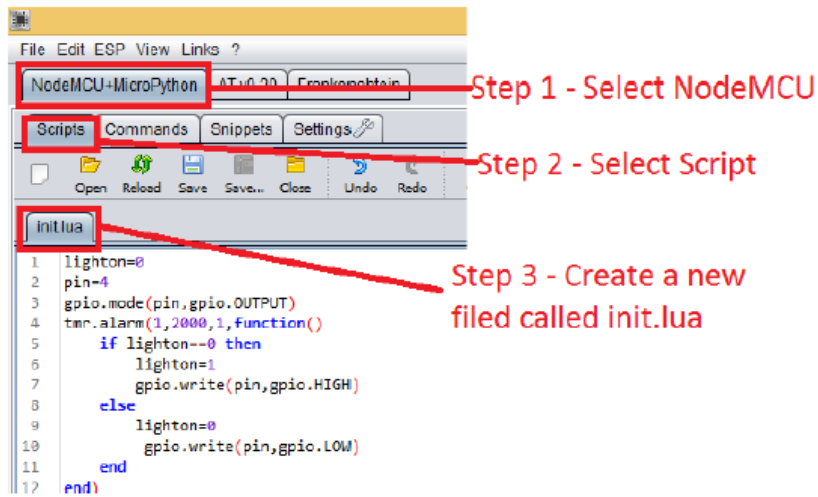 File Edit ESP View Links ?
NodeMCU+MicroPython AT v0.20 Frankenshtein
Step 1 - Select NodeMCU
Scripts Commands Snippets Settings
Step 2 - Select Script
Open Reload Save Save... Close Undo Redo
init.lua
Step 3 - Create a new
filed called init.lua
1 lighton=0
2 pin=4
3 gpio.mode(pin,gpio.OUTPUT)
4 tmr.alarm(1,2000,1,function()
5 if lighton==0 then
6 lighton=1
7 gpio.write(pin,gpio.HIGH)
8 else
9 lighton=0
10 gpio.write(pin,gpio.LOW)
11 end
12 end)